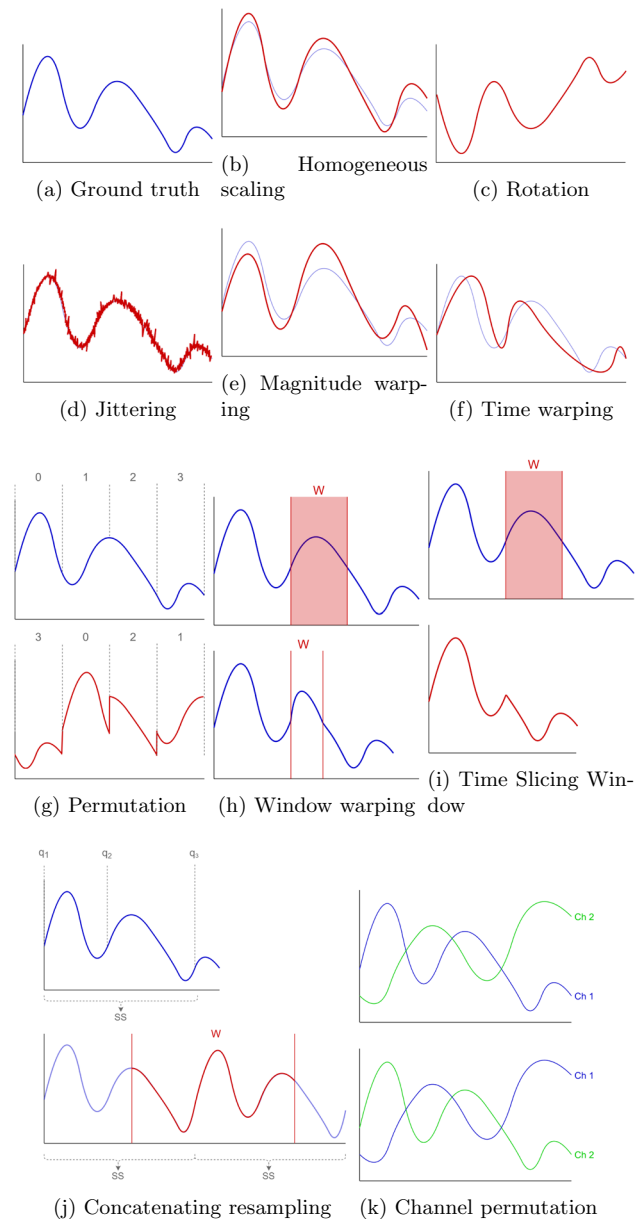 (a) Ground truth
(b) Homogeneous
scaling
(c) Rotation
(d) Jittering
(e) Magnitude warp-
ing
(f) Time warping
0 1 2 3
3 0 2 1
(g) Permutation
W
W
(h) Window warping
W
(i) Time Slicing Win-
dow
q1 q2 q3
SS
W
SS SS
(j) Concatenating resampling
Ch 2
Ch 1
Ch 1
Ch 2
(k) Channel permutation